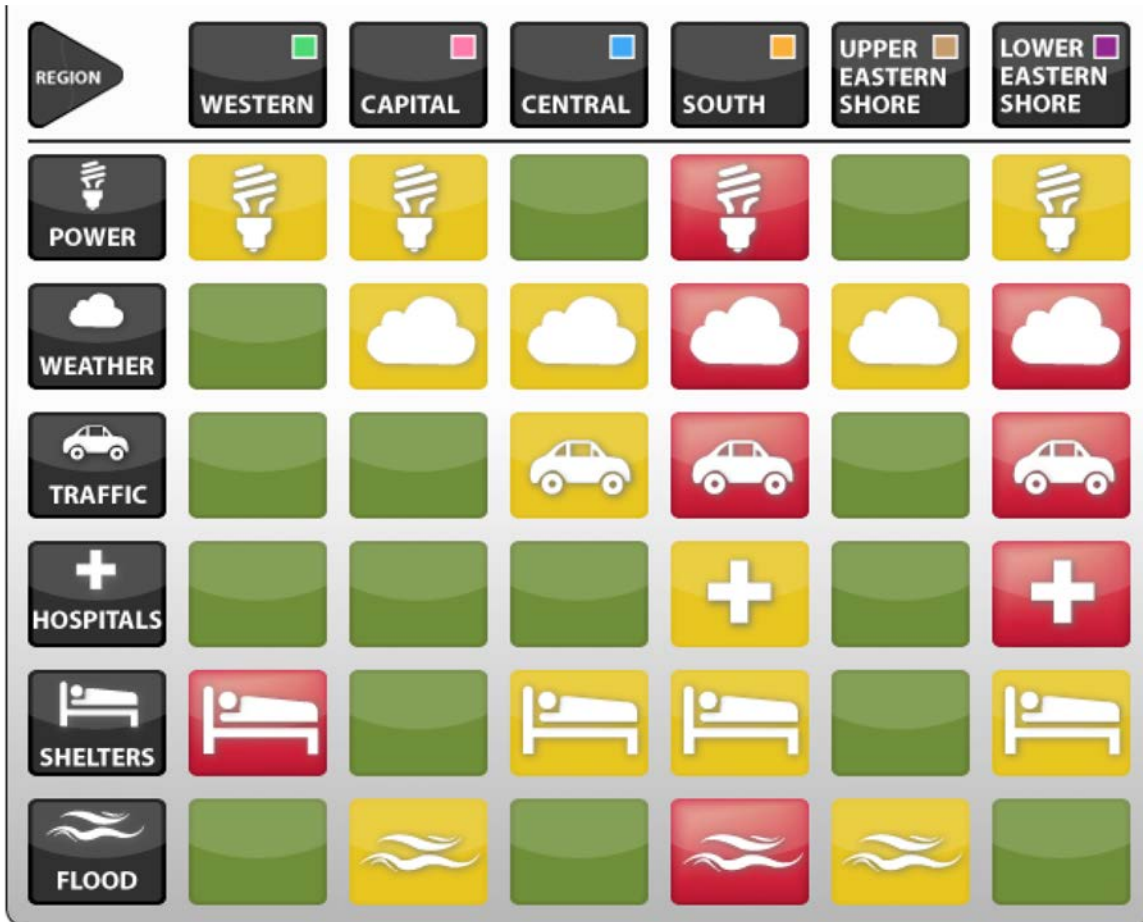 REGION
WESTERN
CAPITAL
CENTRAL
SOUTH
UPPER
EASTERN
SHORE
LOWER
EASTERN
SHORE
POWER
WEATHER
TRAFFIC
HOSPITALS
SHELTERS
FLOOD